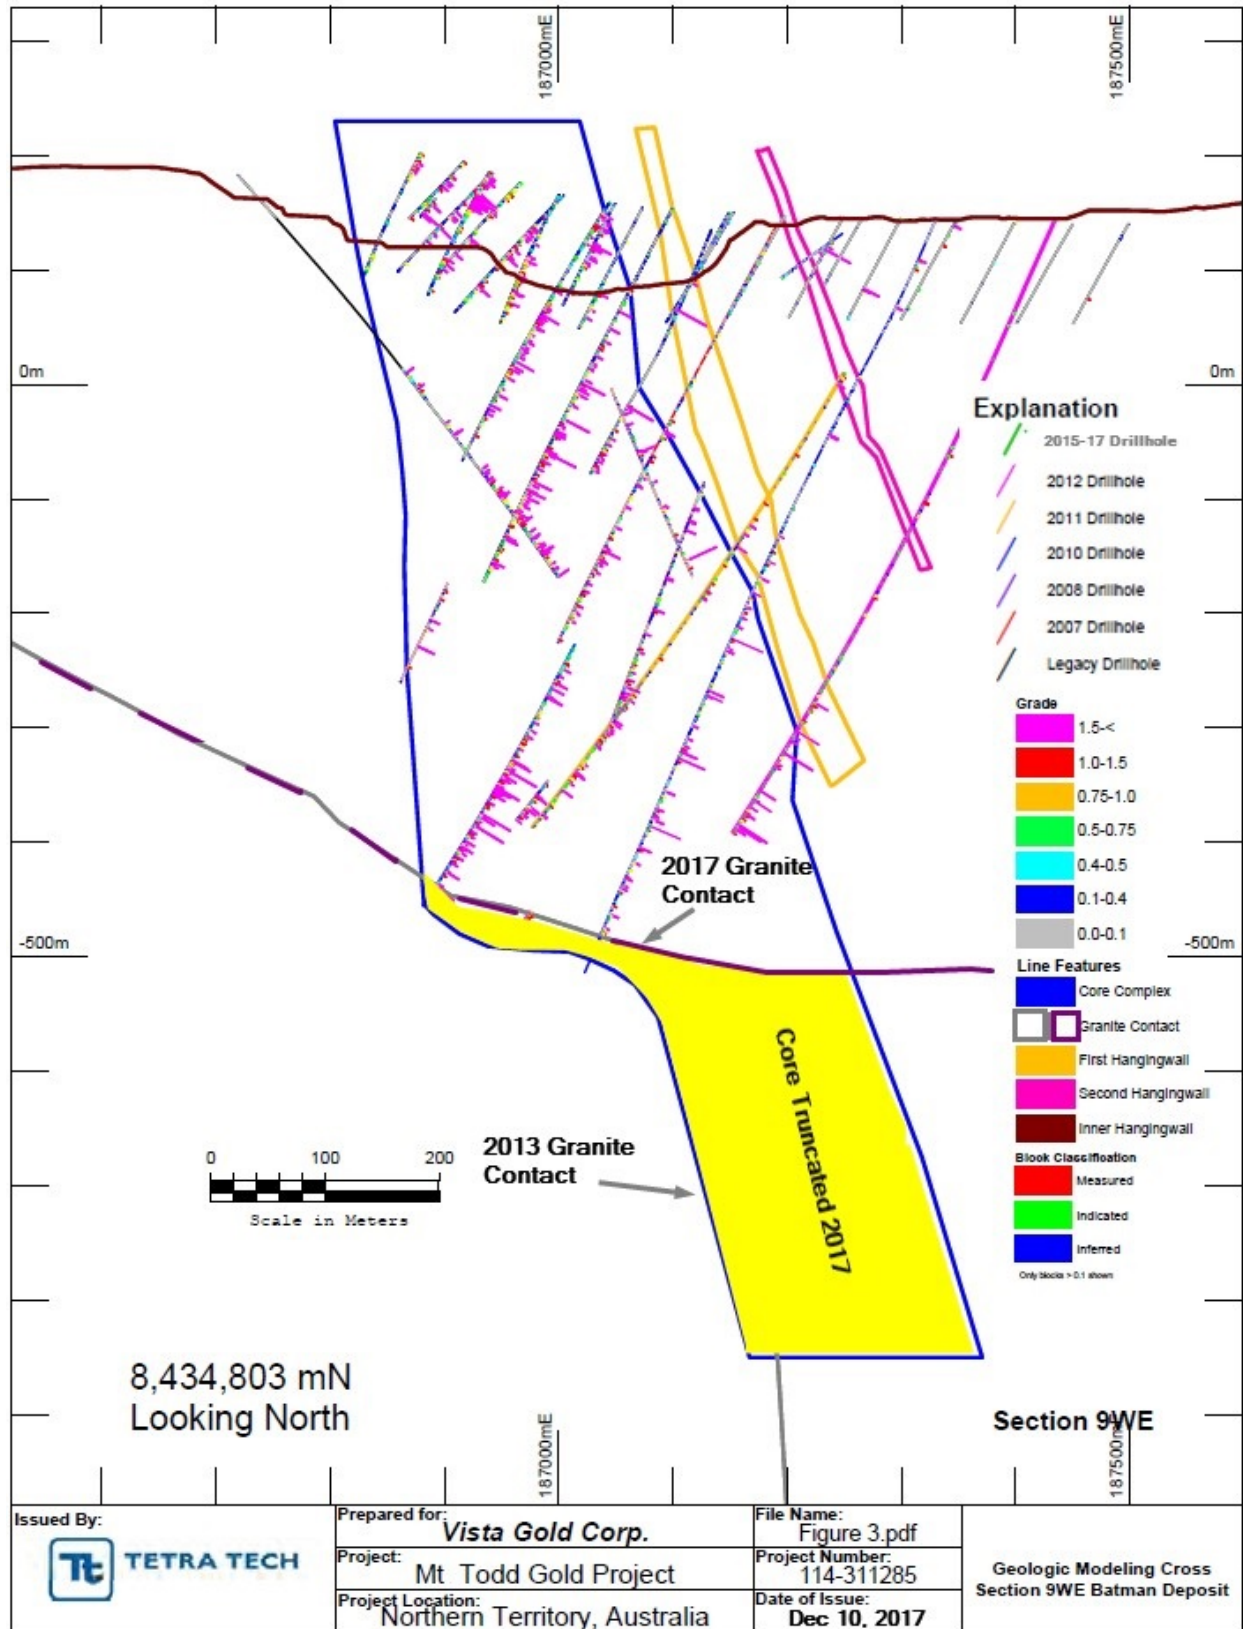 187000mE
187500mE
0m
0m
Explanation
2015-17 Drillhole
2012 Drillhole
2011 Drillhole
2010 Drillhole
2008 Drillhole
2007 Drillhole
Legacy Drillhole
Grade
1.5-<
1.0-1.5
0.75-1.0
0.5-0.75
0.4-0.5
0.1-0.4
0.0-0.1
2017 Granite
Contact
-500m
-500m
Line Features
Core Complex
Granite Contact
First Hangingwall
Second Hangingwall
Inner Hangingwall
Block Classification
Measured
Indicated
Inferred
Only blocks > 0.1 shown
Core Truncated 2017
2013 Granite
Contact
0 100 200
Scale in Meters
8,434,803 mN
Looking North
Section 9WE
187000mE
187500mE
Issued By:
Tt TETRA TECH
Prepared for:
Vista Gold Corp.
Project:
Mt Todd Gold Project
Project Location:
Northern Territory, Australia
File Name:
Figure 3.pdf
Project Number:
114-311285
Date of Issue:
Dec 10, 2017
Geologic Modeling Cross
Section 9WE Batman Deposit